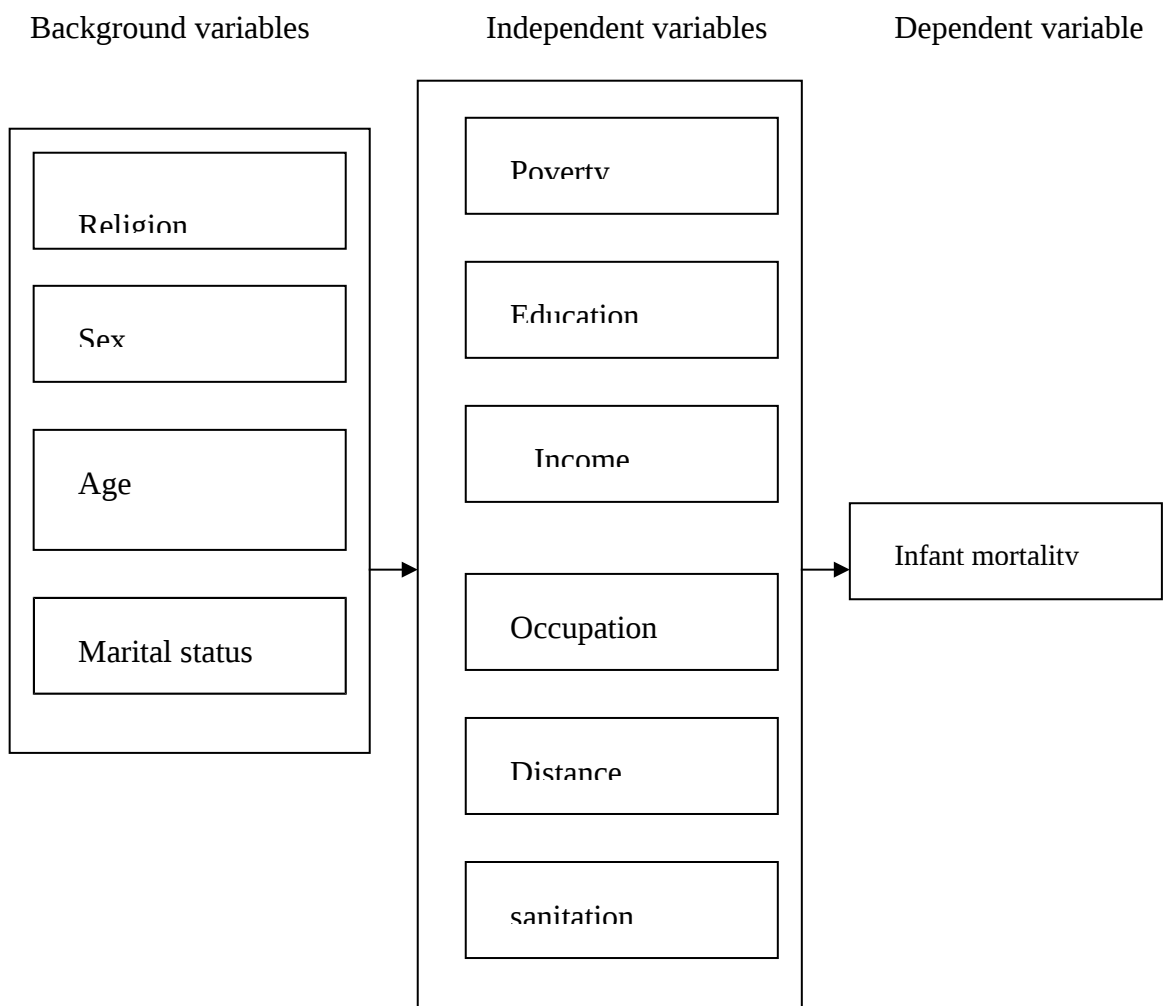 Background variables
Independent variables
Dependent variable
Religion
Sex
Age
Marital status
Poverty
Education
Income
Occupation
Distance
sanitation
Infant mortality